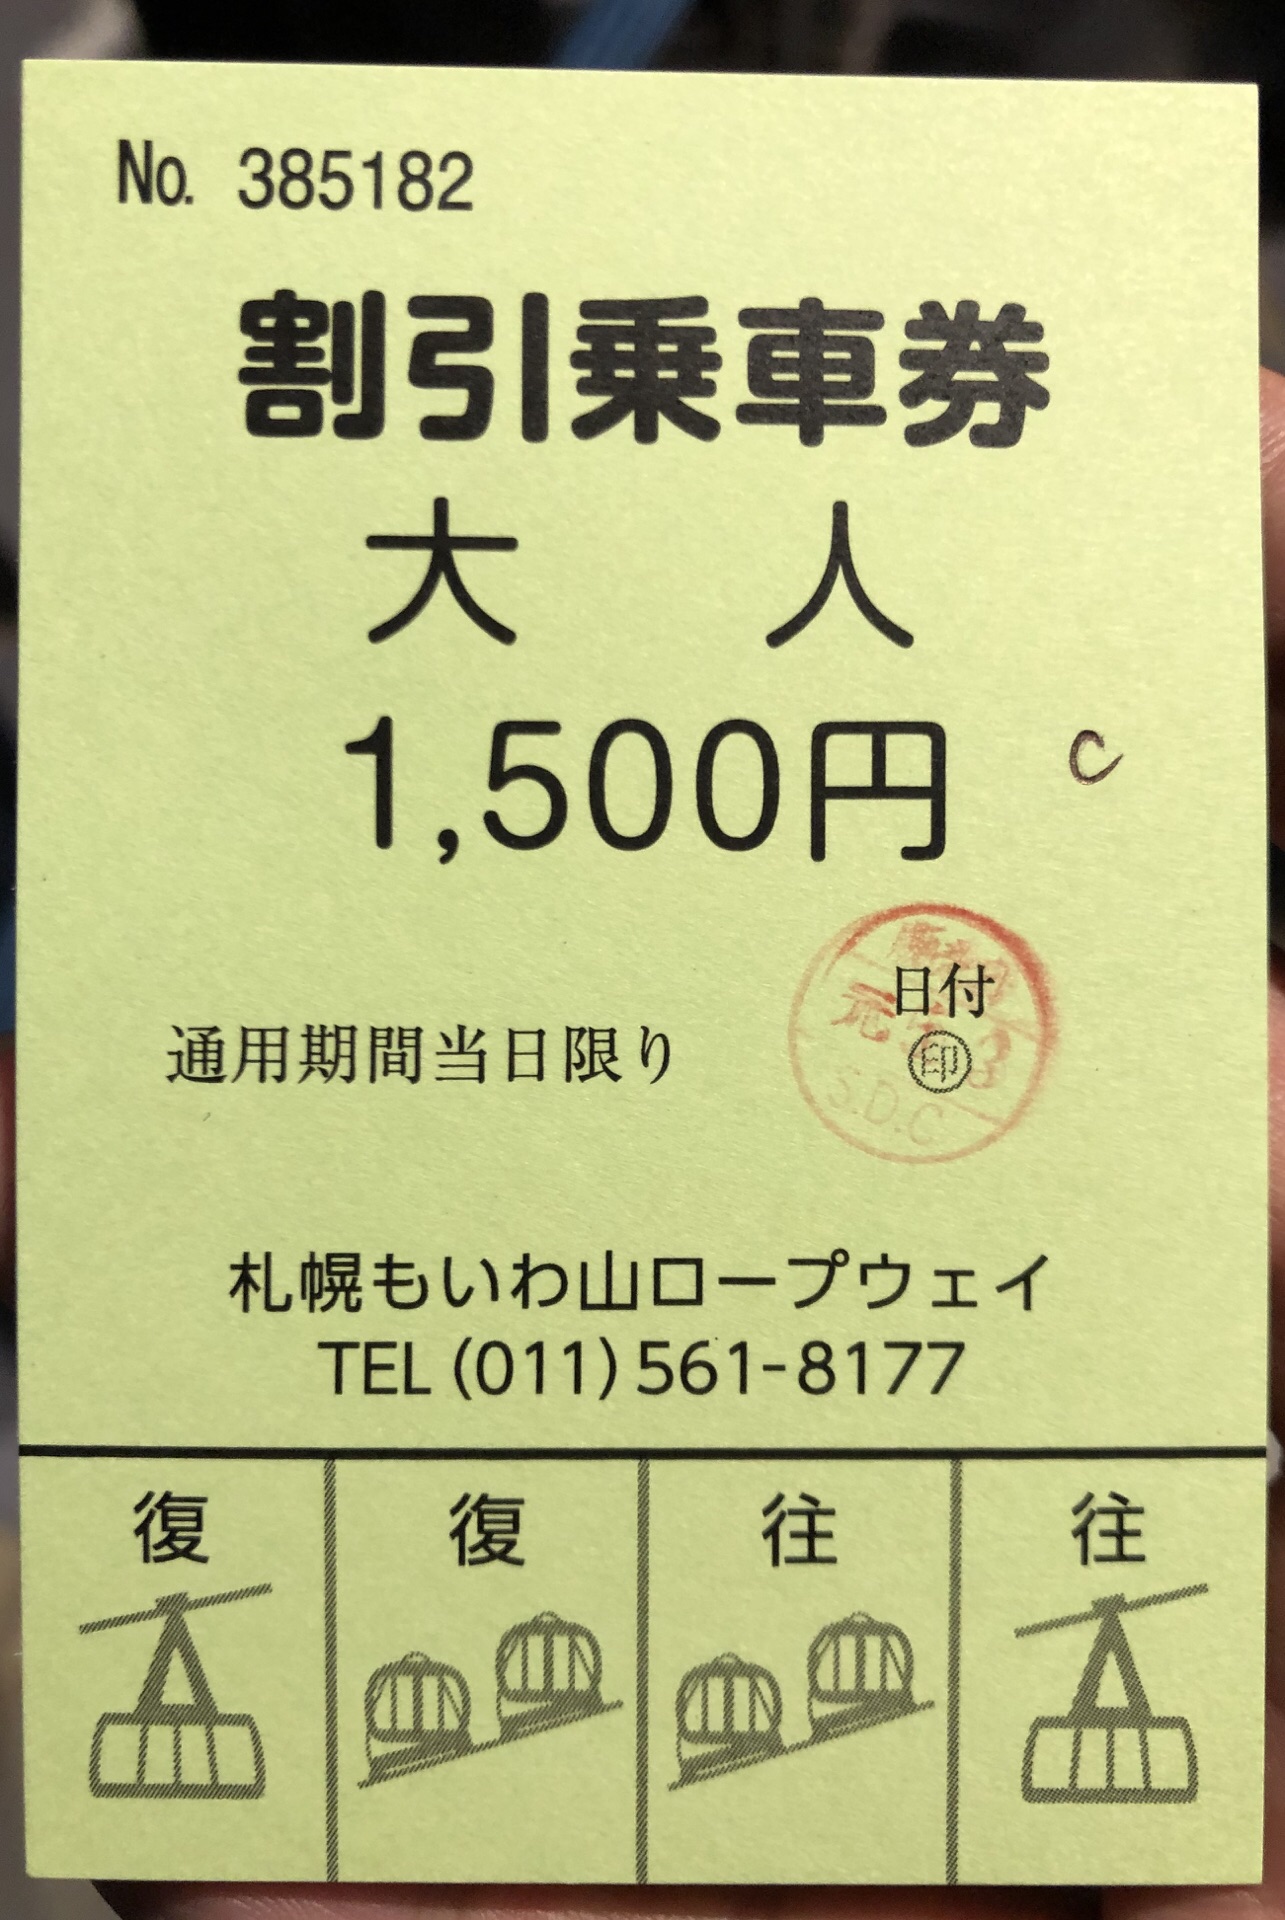 No. 385182
割引乗車券
大 人
1,500円
C
日付
印
通用期間当日限り
S.D.C
札幌もいわ山ロープウェイ
TEL(011)561-8177
復 復 往 往